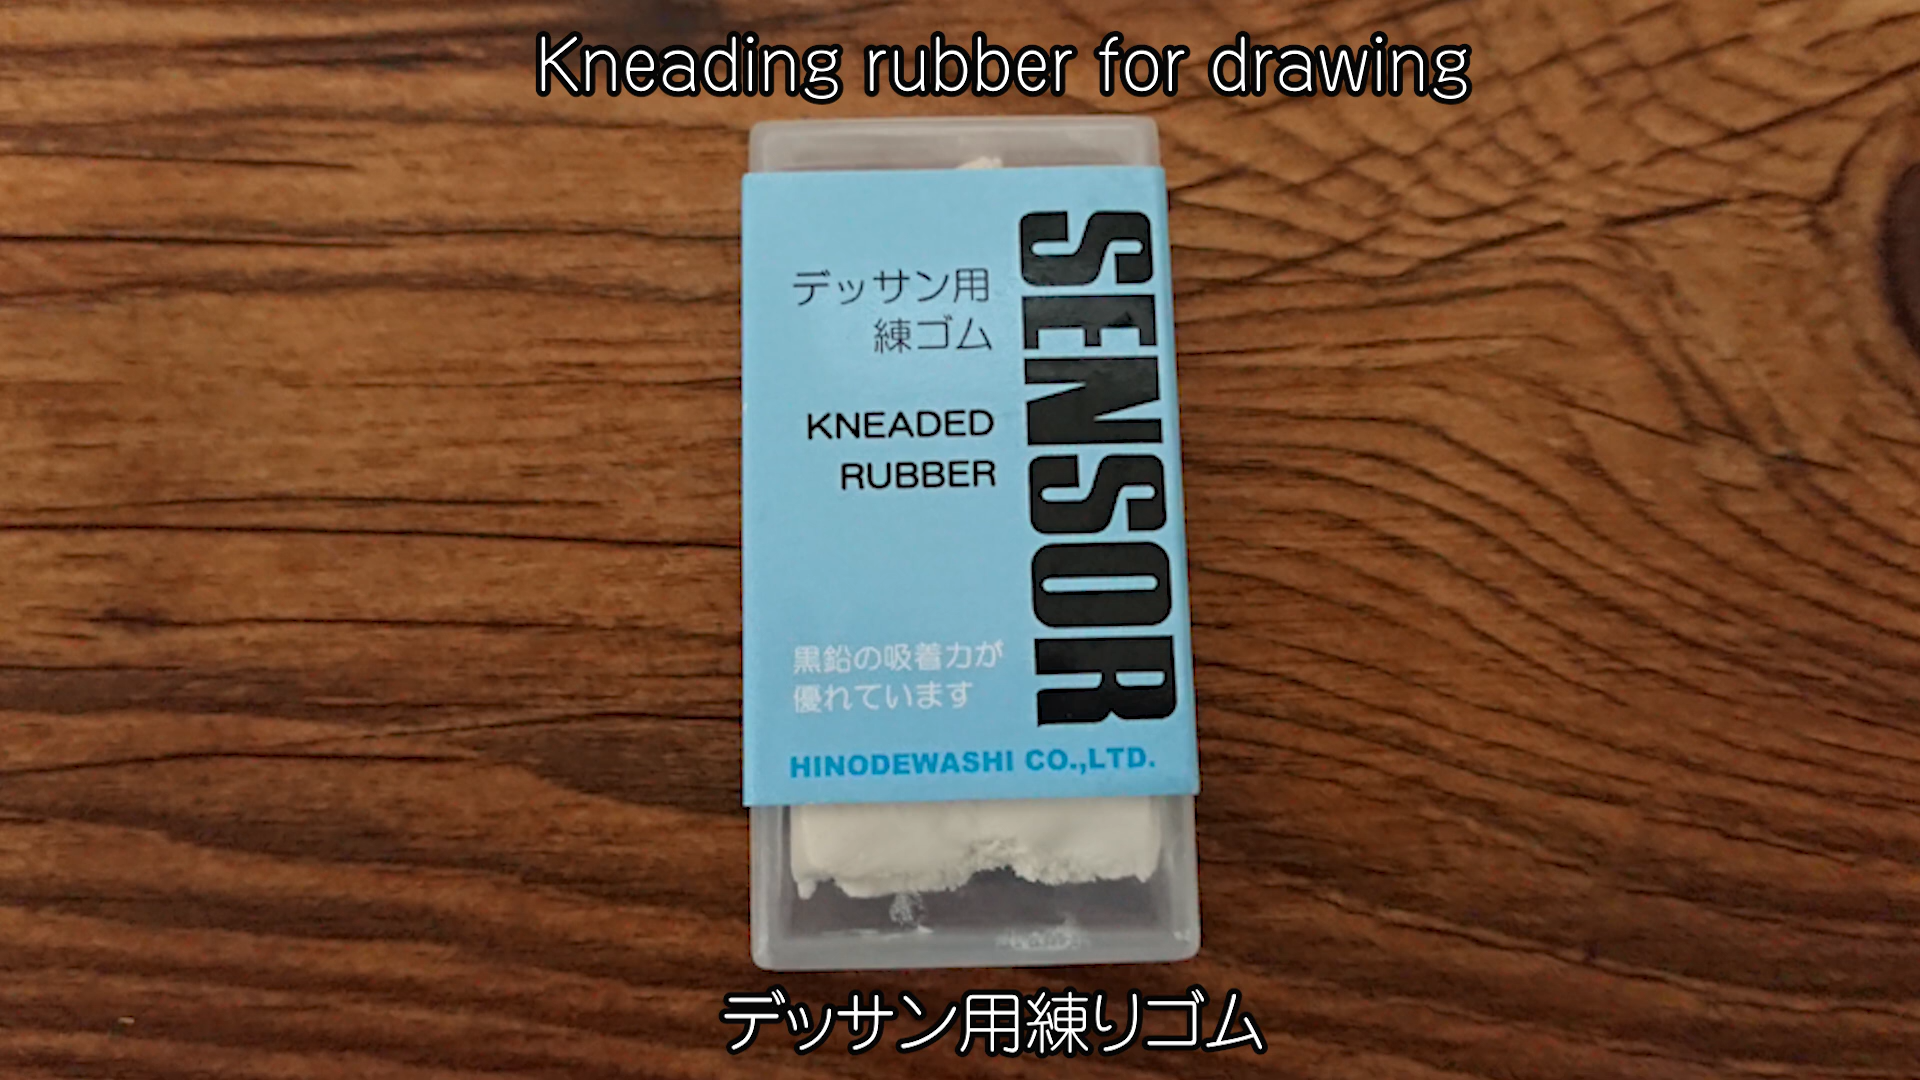 Kneading rubber for drawing
SENSOR
デッサン用
練ゴム
KNEADED
RUBBER
黒鉛の吸着力が
優れています
HINODEWASHI CO.,LTD.
デッサン用練りゴム